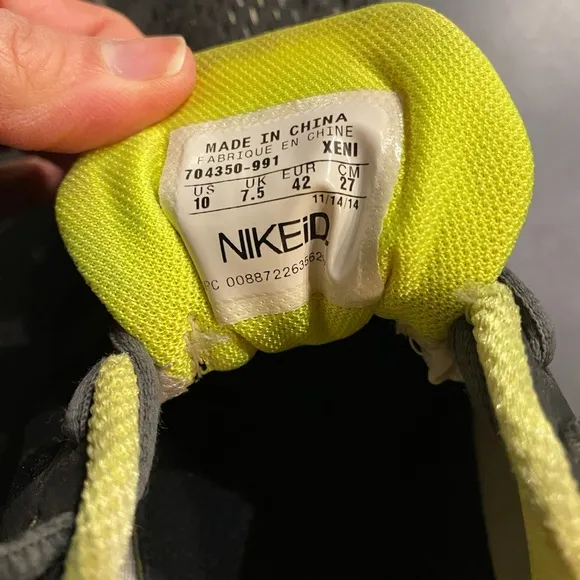 MADE IN CHINA
FABRIQUE EN CHINE
704350-991 XENI
US UK EUR CM
10 7.5 42 27
11/14/14
NIKEiD.